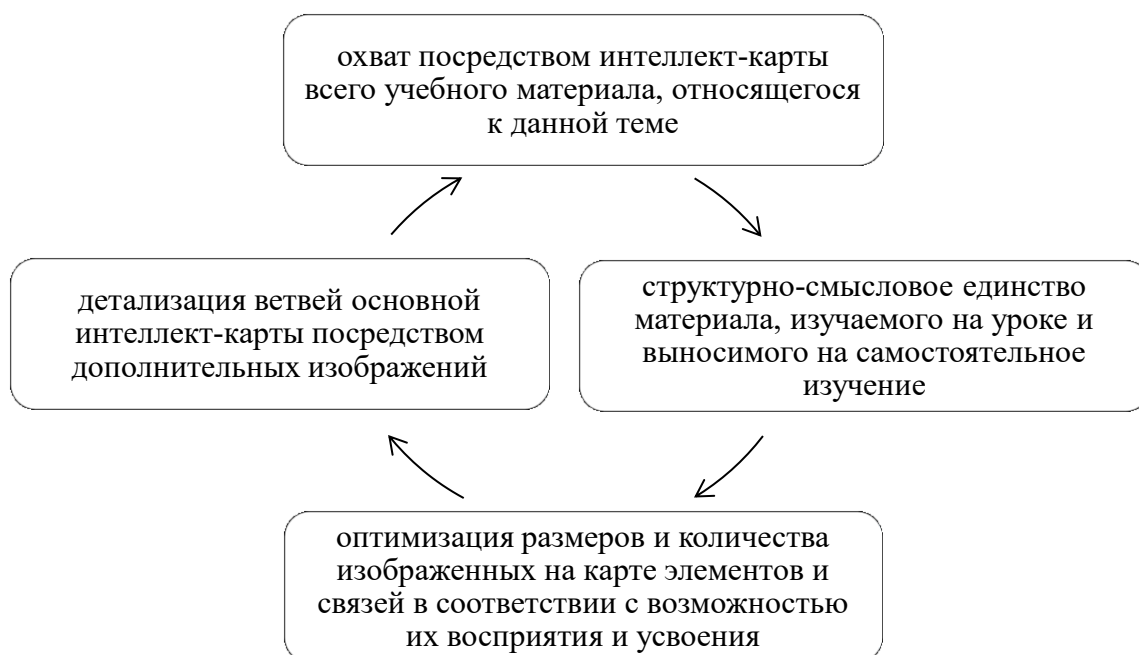 охват посредством интеллект-карты
всего учебного материала, относящегося
к данной теме
детализация ветвей основной
интеллект-карты посредством
дополнительных изображений
структурно-смысловое единство
материала, изучаемого на уроке и
выносимого на самостоятельное
изучение
оптимизация размеров и количества
изображенных на карте элементов и
связей в соответствии с возможностью
их восприятия и усвоения